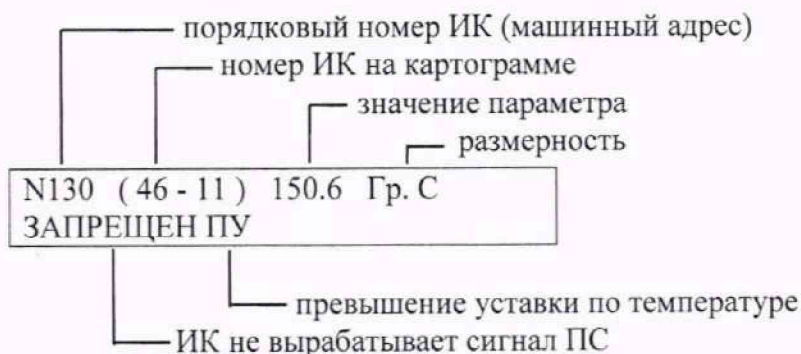 порядковый номер ИК (машинный адрес)
номер ИК на картограмме
значение параметра
размерность
N130 ( 46 - 11 ) 150.6 Гр. С
ЗАПРЕЩЕН ПУ
превышение уставки по температуре
ИК не вырабатывает сигнал ПС